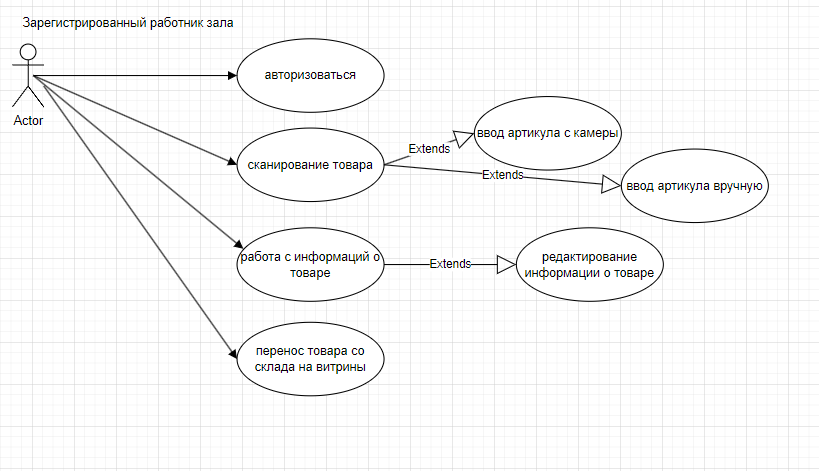 Зарегистрированный работник зала
Actor
авторизоваться
сканирование товара
Extends
ввод артикула с камеры
Extends
ввод артикула вручную
работа с информаций о
товаре
Extends
редактирование
информации о товаре
перенос товара со
склада на витрины